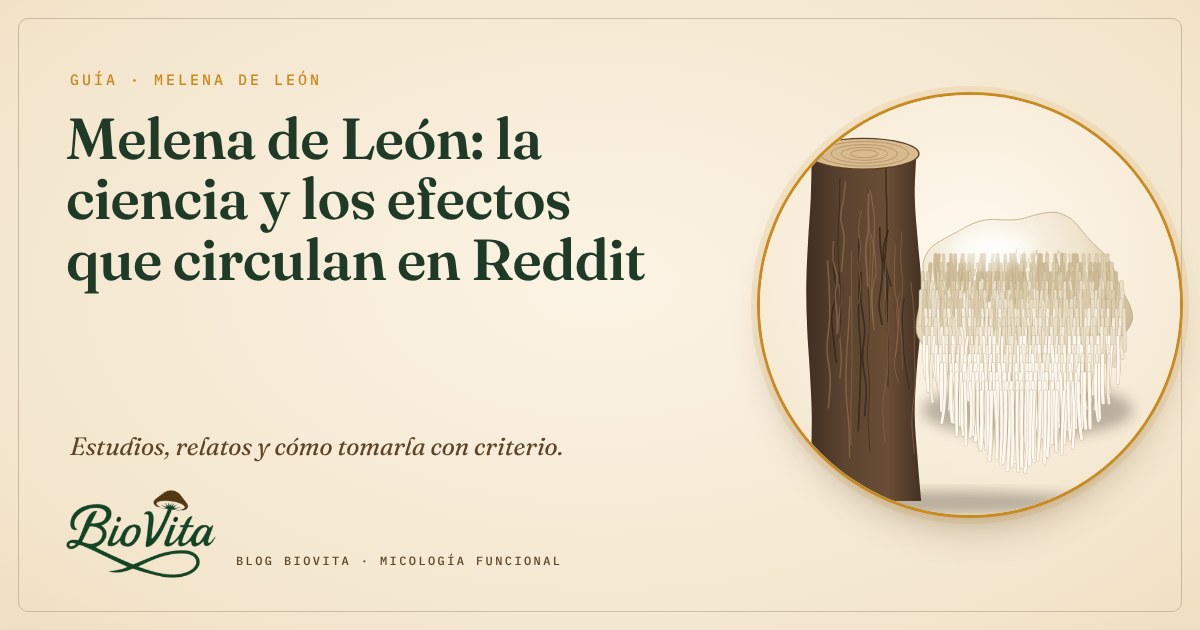 GUÍA · MELENA DE LEÓN
Melena de León: la
ciencia y los efectos
que circulan en Reddit
Estudios, relatos y cómo tomarla con criterio.
BioVita
BLOG BIOVITA · MICOLOGÍA FUNCIONAL